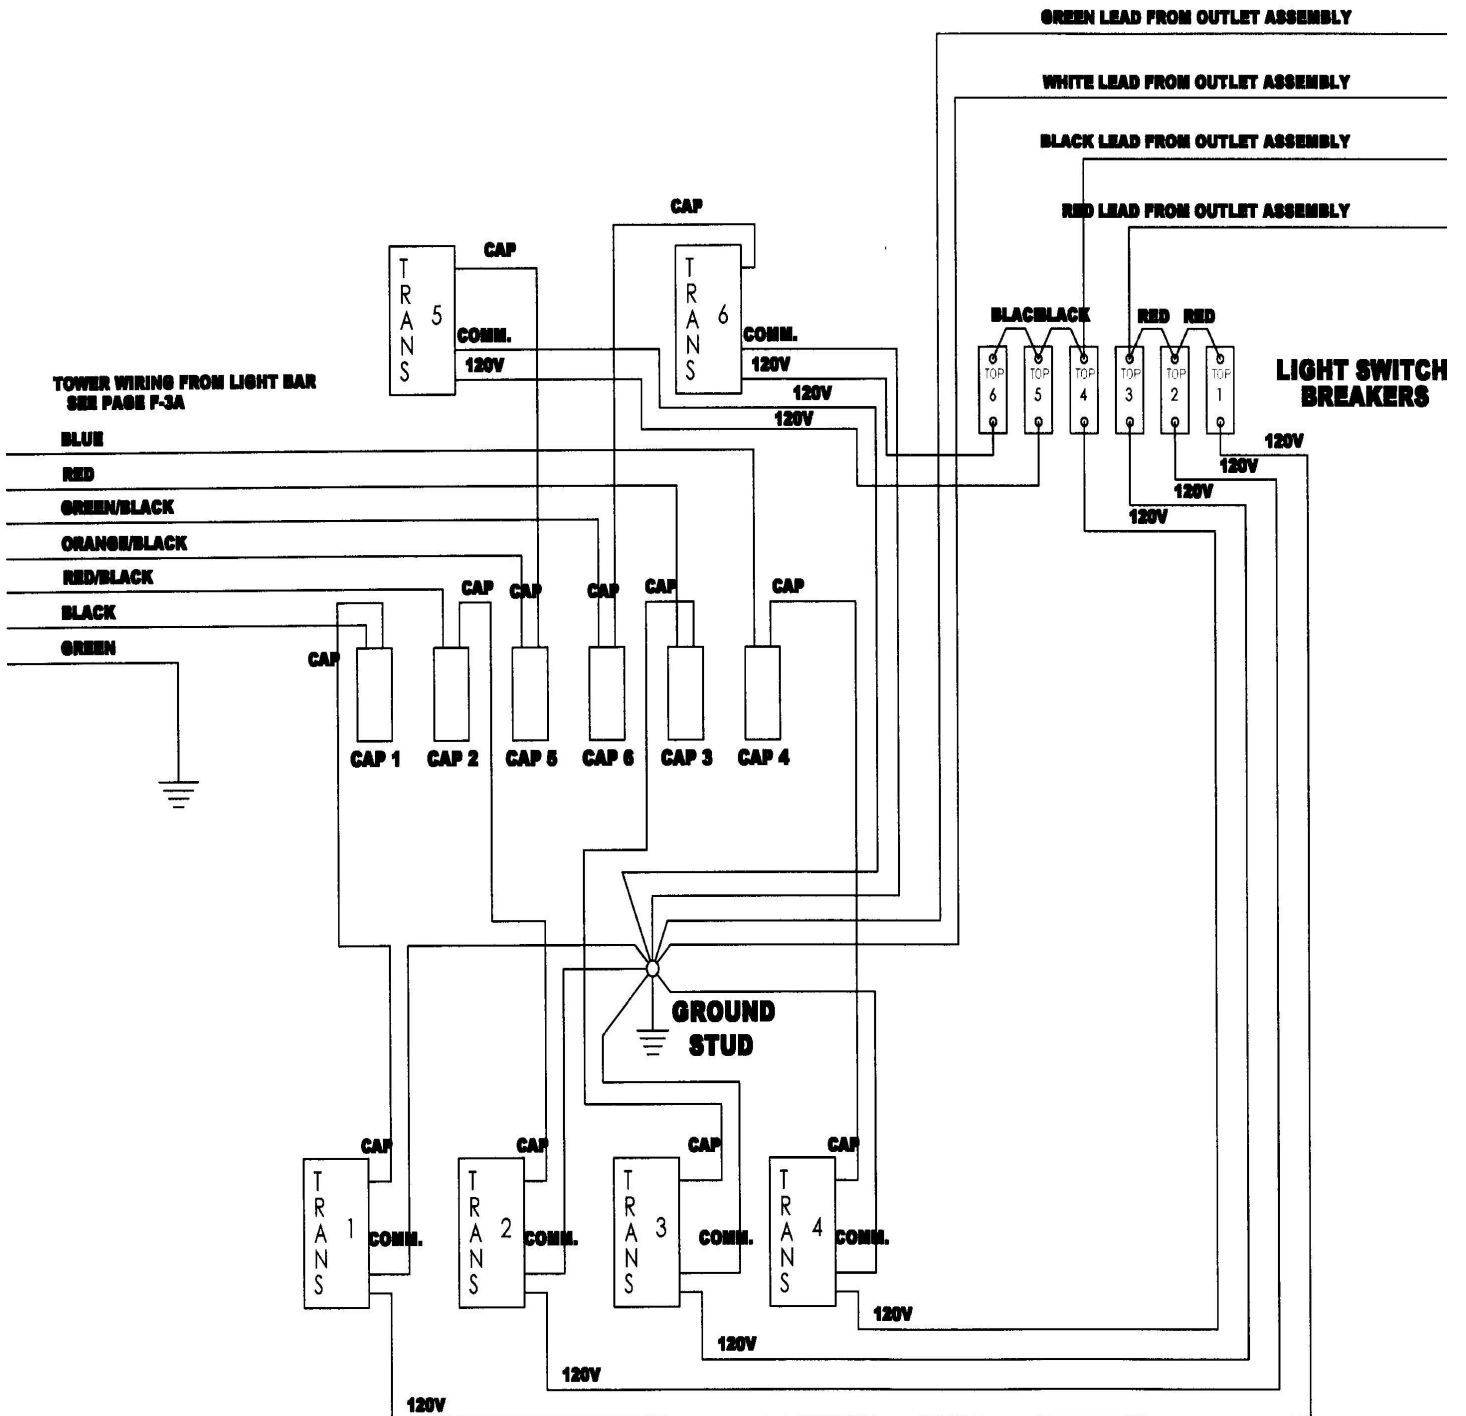 GREEN LEAD FROM OUTLET ASSEMBLY
WHITE LEAD FROM OUTLET ASSEMBLY
BLACK LEAD FROM OUTLET ASSEMBLY
RED LEAD FROM OUTLET ASSEMBLY
CAP
CAP
TRANS
5
TRANS
6
COMM.
120V
COMM.
120V
120V
120V
BLACK
BLACK
RED
RED
TOP
6
TOP
5
TOP
4
TOP
3
TOP
2
TOP
1
LIGHT SWITCH
BREAKERS
120V
120V
120V
120V
TOWER WIRING FROM LIGHT BAR
SEE PAGE F-3A
BLUE
RED
GREEN/BLACK
ORANGE/BLACK
RED/BLACK
BLACK
GREEN
CAP
CAP
CAP
CAP
CAP
CAP
CAP 1
CAP 2
CAP 5
CAP 6
CAP 3
CAP 4
GROUND
STUD
CAP
CAP
CAP
CAP
TRANS
1
TRANS
2
TRANS
3
TRANS
4
COMM.
COMM.
COMM.
COMM.
120V
120V
120V
120V